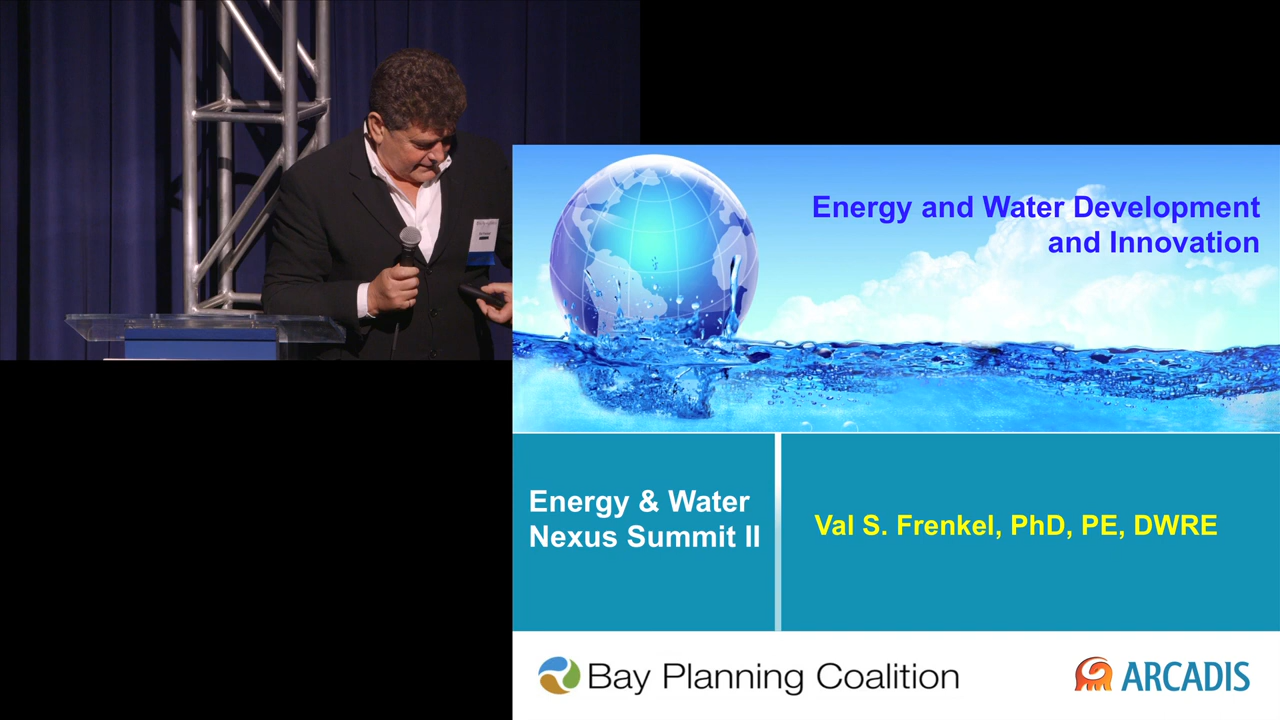 Energy and Water Development
and Innovation
Energy & Water
Nexus Summit II
Val S. Frenkel, PhD, PE, DWRE
Bay Planning Coalition
ARCADIS